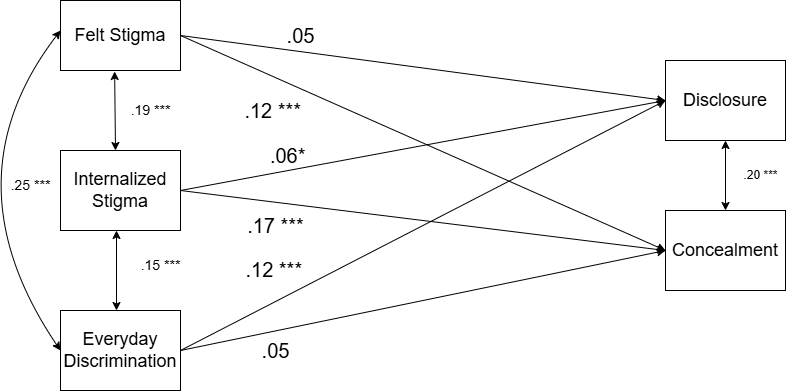 Felt Stigma
.05
Disclosure
.19 ***
.12 ***
.06*
Internalized
Stigma
.25 ***
.20 ***
.17 ***
Concealment
.15 ***
.12 ***
Everyday
Discrimination
.05